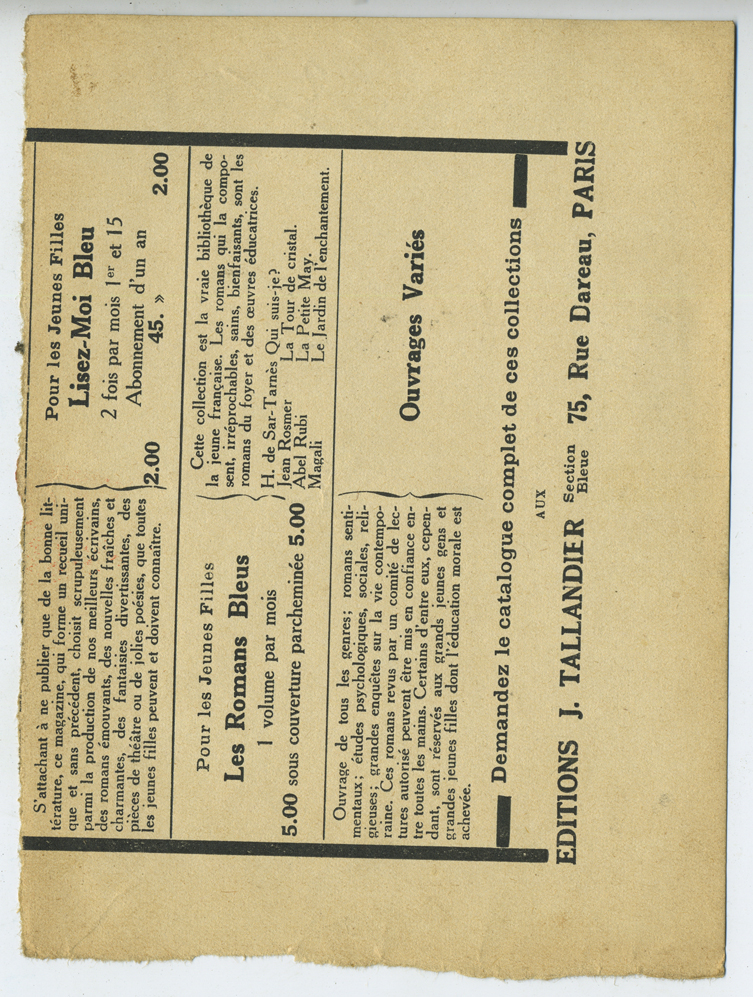 S'attachant à ne publier que de la bonne lit-
térature, ce magazine, qui forme un recueil uni-
que et sans précédent, choisit scrupuleusement
parmi la production de nos meilleurs écrivains,
des romans émouvants, des nouvelles fraîches et
charmantes, des fantaisies divertissantes, des
pièces de théâtre ou de jolies poésies, que toutes
les jeunes filles peuvent et doivent connaître.
Pour les Jeunes Filles
Lisez-Moi Bleu
2 fois par mois 1er et 15
Abonnement d'un an
2.00 45. » 2.00
Pour les Jeunes Filles
Les Romans Bleus
1 volume par mois
5.00 sous couverture parcheminée 5.00
Cette collection est la vraie bibliothèque de
la jeune française. Les romans qui la compo-
sent, irréprochables, sains, bienfaisants, sont les
romans du foyer et des œuvres éducatrices.
H. de Sar-Tarnès Qui suis-je?
Jean Rosmer La Tour de cristal.
Abel Rubi La Petite May.
Magali Le Jardin de l'enchantement.
Ouvrage de tous les genres; romans senti-
mentaux; études psychologiques, sociales, reli-
gieuses; grandes enquêtes sur la vie contempo-
raine. Ces romans revus par un comité de lec-
tures autorisé peuvent être mis en confiance en-
tre toutes les mains. Certains d'entre eux, cepen-
dant, sont réservés aux grands jeunes gens et
grandes jeunes filles dont l'éducation morale est
achevée.
Ouvrages Variés
Demandez le catalogue complet de ces collections
AUX
EDITIONS J. TALLANDIER Section Bleue 75, Rue Dareau, PARIS